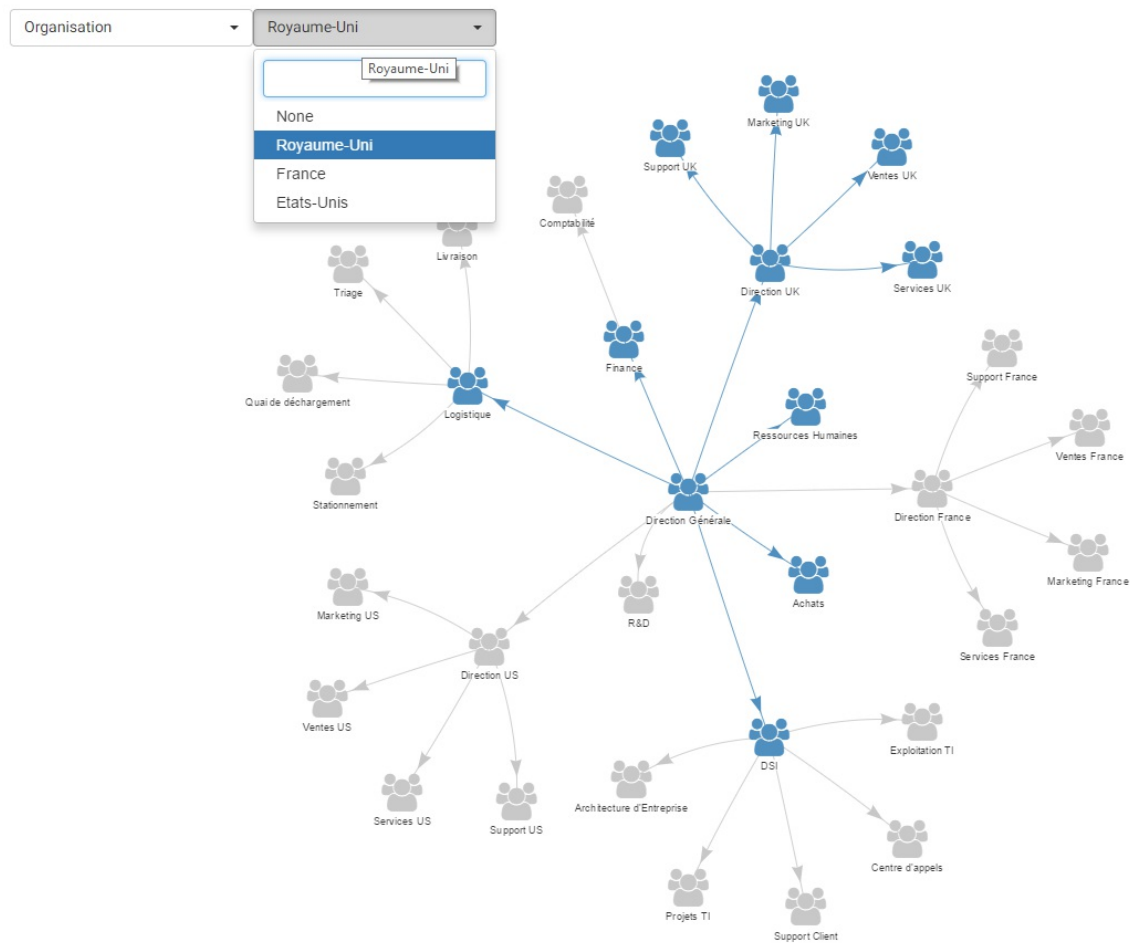 Organisation
Royaume-Uni
Royaume-Uni
None
Royaume-Uni
France
Etats-Unis
Marketing UK
Support UK
Ventes UK
Comptabilité
Livraison
Services UK
Direction UK
Triage
Finance
Support France
Quai de déchargement
Logistique
Ressources Humaines
Ventes France
Stationnement
Direction Générale
Direction France
Marketing France
Achats
Marketing US
R&D
Services France
Direction US
Ventes US
Exploitation TI
DSI
Architecture d'Entreprise
Services US
Support US
Centre d'appels
Projets TI
Support Client